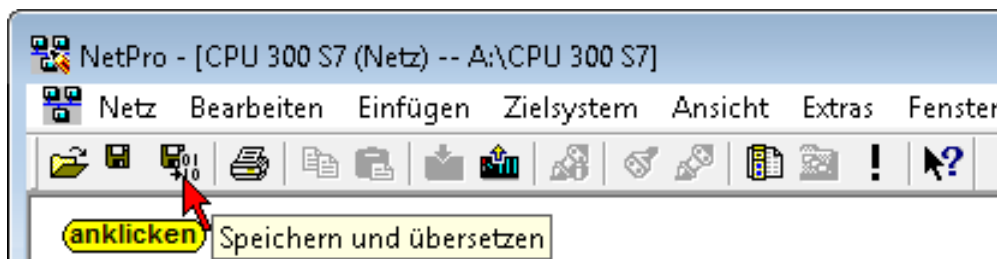 NetPro - [CPU 300 S7 (Netz) -- A:\CPU 300 S7]
Netz Bearbeiten Einfügen Zielsystem Ansicht Extras Fenster
anklicken Speichern und übersetzen